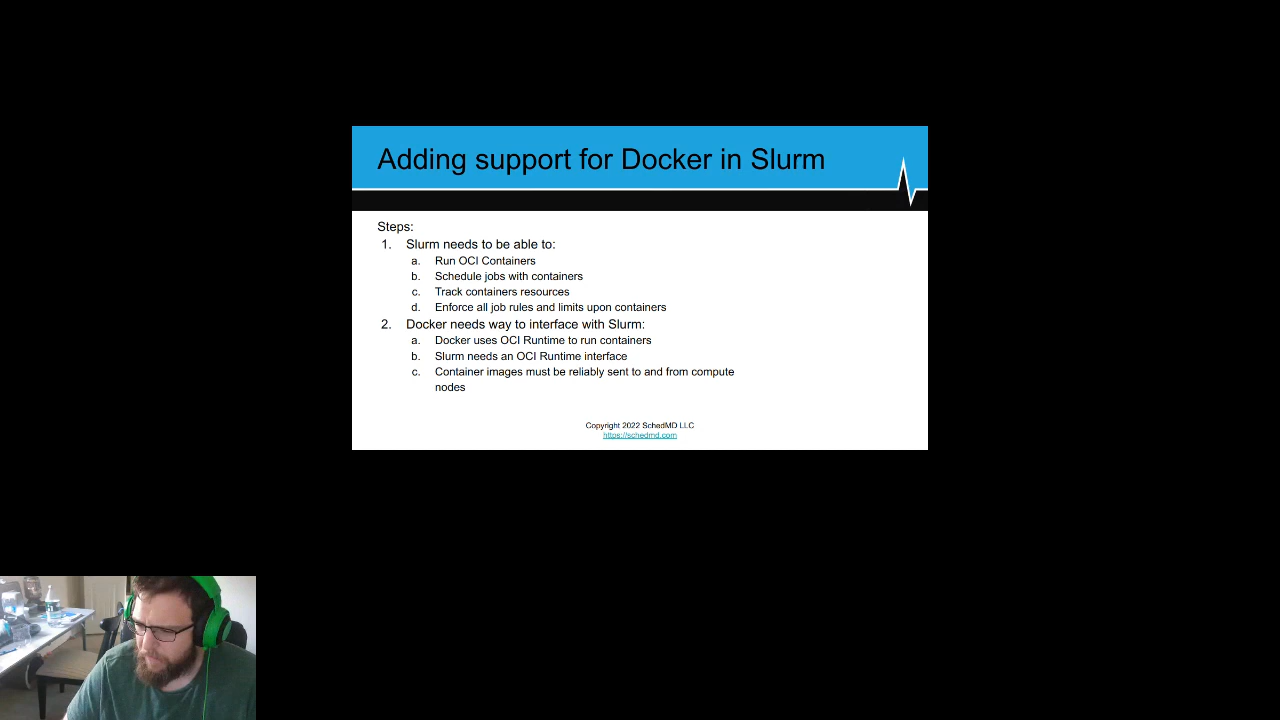 Adding support for Docker in Slurm
Steps:
1. Slurm needs to be able to:
a. Run OCI Containers
b. Schedule jobs with containers
c. Track containers resources
d. Enforce all job rules and limits upon containers
2. Docker needs way to interface with Slurm:
a. Docker uses OCI Runtime to run containers
b. Slurm needs an OCI Runtime interface
c. Container images must be reliably sent to and from compute
nodes
Copyright 2022 SchedMD LLC
https://schedmd.com